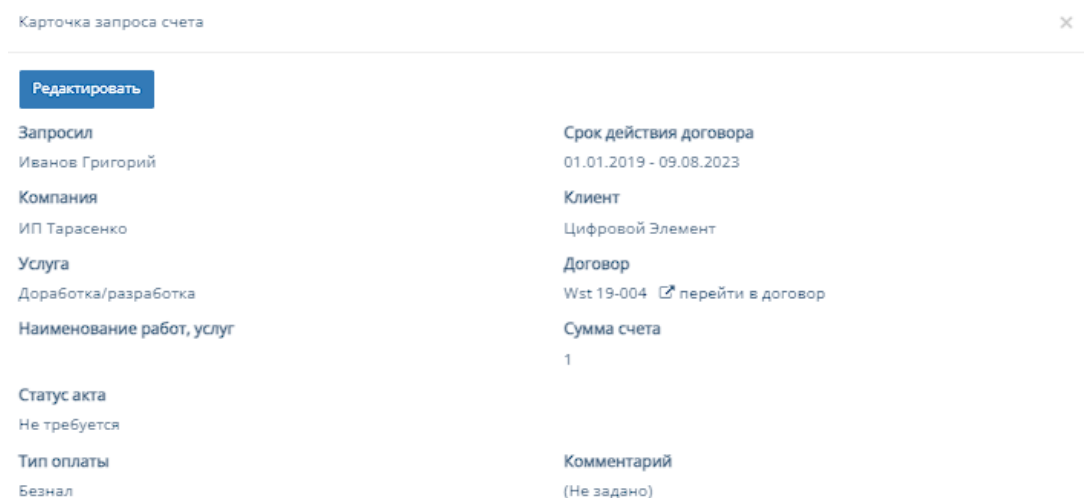 Карточка запроса счета
×
Редактировать
Запросил
Срок действия договора
Иванов Григорий
01.01.2019 - 09.08.2023
Компания
Клиент
ИП Тарасенко
Цифровой Элемент
Услуга
Договор
Доработка/разработка
Wst 19-004 перейти в договор
Наименование работ, услуг
Сумма счета
1
Статус акта
Не требуется
Тип оплаты
Комментарий
Безнал
(Не задано)